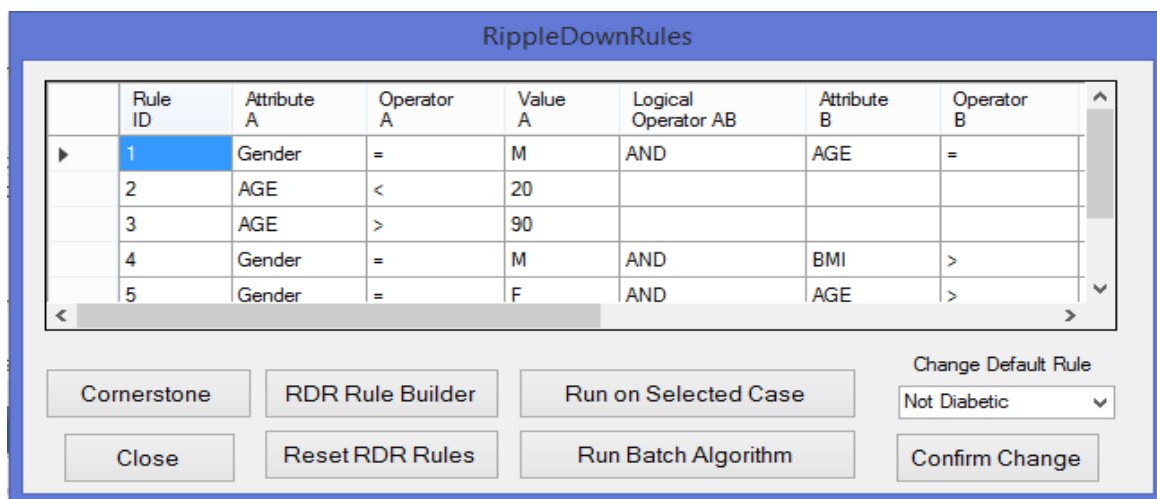 RippleDownRules
Rule ID Attribute A Operator A Value A Logical Operator AB Attribute B Operator B
1 Gender = M AND AGE =
2 AGE < 20
3 AGE > 90
4 Gender = M AND BMI >
5 Gender = F AND AGE >
Change Default Rule
Cornerstone RDR Rule Builder Run on Selected Case Not Diabetic
Close Reset RDR Rules Run Batch Algorithm Confirm Change